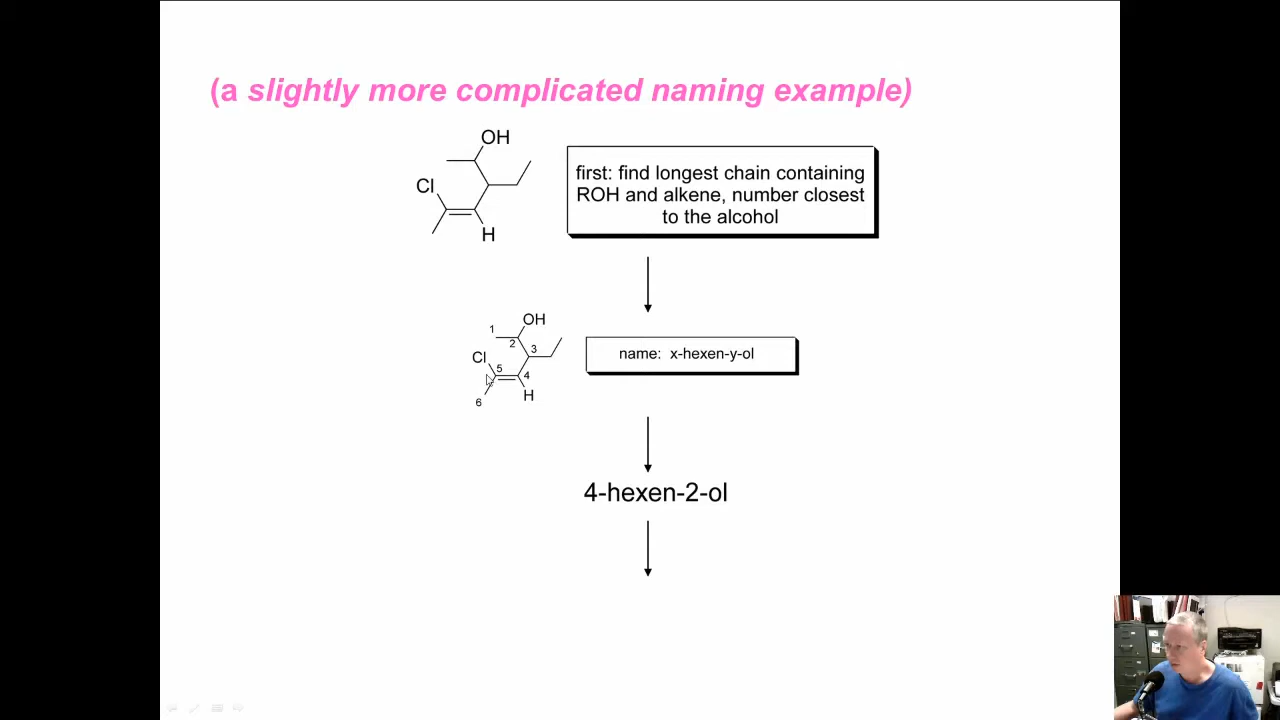 (a slightly more complicated naming example)
OH
Cl
H
first: find longest chain containing
ROH and alkene, number closest
to the alcohol
OH
1
2
3
Cl
5
4
H
6
name: x-hexen-y-ol
4-hexen-2-ol